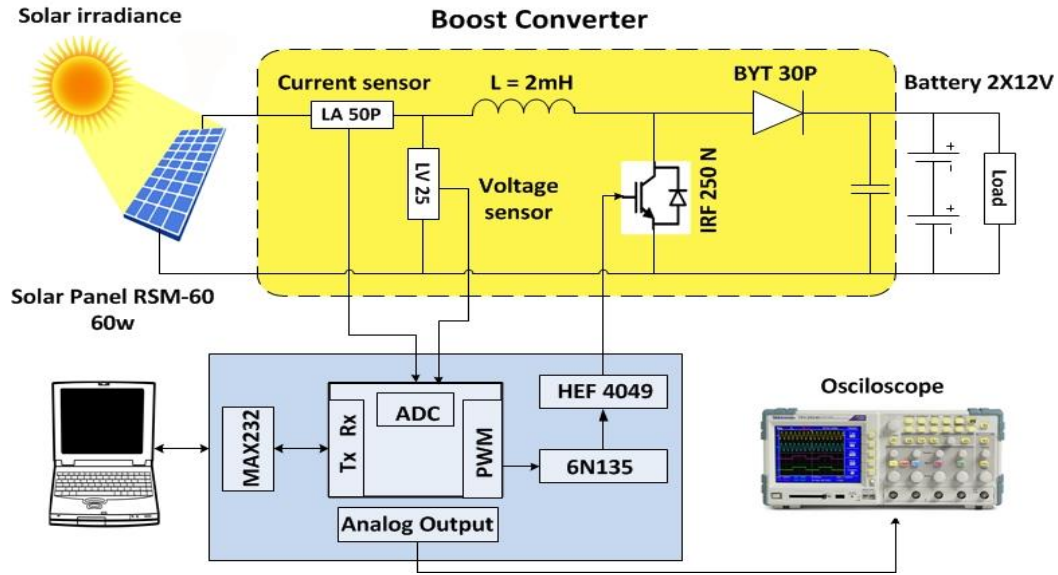 Solar irradiance
Boost Converter
Current sensor
LA 50P
L = 2mH
BYT 30P
Battery 2X12V
LV 25
Voltage
sensor
IRF 250 N
Load
+
-
+
-
Solar Panel RSM-60
60w
MAX232
Tx Rx
ADC
PWM
HEF 4049
6N135
Analog Output
Osciloscope
Tektronix